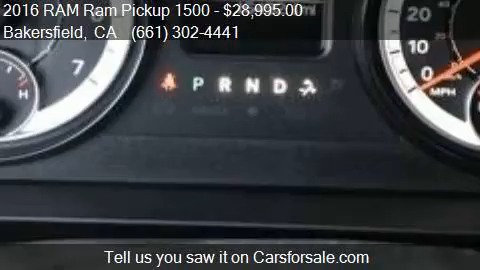 2016 RAM Ram Pickup 1500 - $28,995.00
Bakersfield, CA (661) 302-4441
mi
7
H
P R N D
20
0
MPH
Tell us you saw it on Carsforsale.com